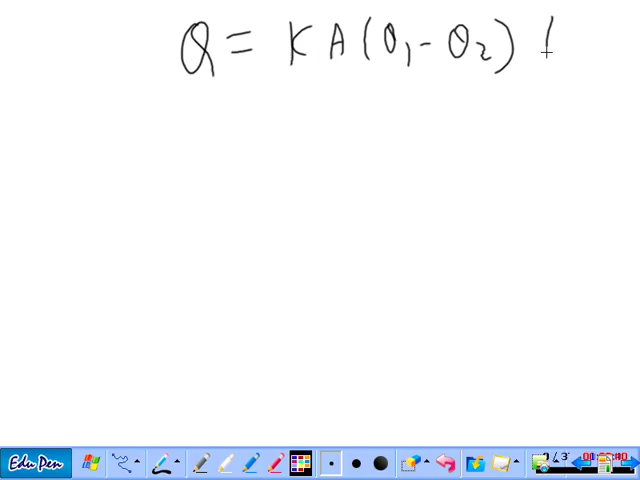 Q = KA(θ₁ - θ₂)
Edu Pen